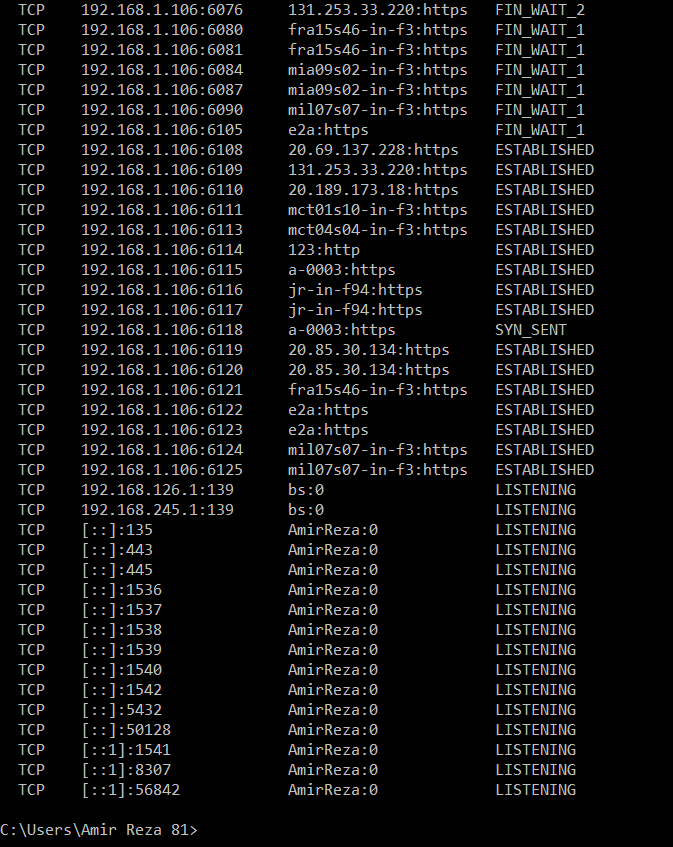 TCP 192.168.1.106:6076 131.253.33.220:https FIN_WAIT_2
TCP 192.168.1.106:6080 fra15s46-in-f3:https FIN_WAIT_1
TCP 192.168.1.106:6081 fra15s46-in-f3:https FIN_WAIT_1
TCP 192.168.1.106:6084 mia09s02-in-f3:https FIN_WAIT_1
TCP 192.168.1.106:6087 mia09s02-in-f3:https FIN_WAIT_1
TCP 192.168.1.106:6090 mil07s07-in-f3:https FIN_WAIT_1
TCP 192.168.1.106:6105 e2a:https FIN_WAIT_1
TCP 192.168.1.106:6108 20.69.137.228:https ESTABLISHED
TCP 192.168.1.106:6109 131.253.33.220:https ESTABLISHED
TCP 192.168.1.106:6110 20.189.173.18:https ESTABLISHED
TCP 192.168.1.106:6111 mct01s10-in-f3:https ESTABLISHED
TCP 192.168.1.106:6113 mct04s04-in-f3:https ESTABLISHED
TCP 192.168.1.106:6114 123:http ESTABLISHED
TCP 192.168.1.106:6115 a-0003:https ESTABLISHED
TCP 192.168.1.106:6116 jr-in-f94:https ESTABLISHED
TCP 192.168.1.106:6117 jr-in-f94:https ESTABLISHED
TCP 192.168.1.106:6118 a-0003:https SYN_SENT
TCP 192.168.1.106:6119 20.85.30.134:https ESTABLISHED
TCP 192.168.1.106:6120 20.85.30.134:https ESTABLISHED
TCP 192.168.1.106:6121 fra15s46-in-f3:https ESTABLISHED
TCP 192.168.1.106:6122 e2a:https ESTABLISHED
TCP 192.168.1.106:6123 e2a:https ESTABLISHED
TCP 192.168.1.106:6124 mil07s07-in-f3:https ESTABLISHED
TCP 192.168.1.106:6125 mil07s07-in-f3:https ESTABLISHED
TCP 192.168.126.1:139 bs:0 LISTENING
TCP 192.168.245.1:139 bs:0 LISTENING
TCP [::]:135 AmirReza:0 LISTENING
TCP [::]:443 AmirReza:0 LISTENING
TCP [::]:445 AmirReza:0 LISTENING
TCP [::]:1536 AmirReza:0 LISTENING
TCP [::]:1537 AmirReza:0 LISTENING
TCP [::]:1538 AmirReza:0 LISTENING
TCP [::]:1539 AmirReza:0 LISTENING
TCP [::]:1540 AmirReza:0 LISTENING
TCP [::]:1542 AmirReza:0 LISTENING
TCP [::]:5432 AmirReza:0 LISTENING
TCP [::]:50128 AmirReza:0 LISTENING
TCP [::1]:1541 AmirReza:0 LISTENING
TCP [::1]:8307 AmirReza:0 LISTENING
TCP [::1]:56842 AmirReza:0 LISTENING
C:\Users\Amir Reza 81>